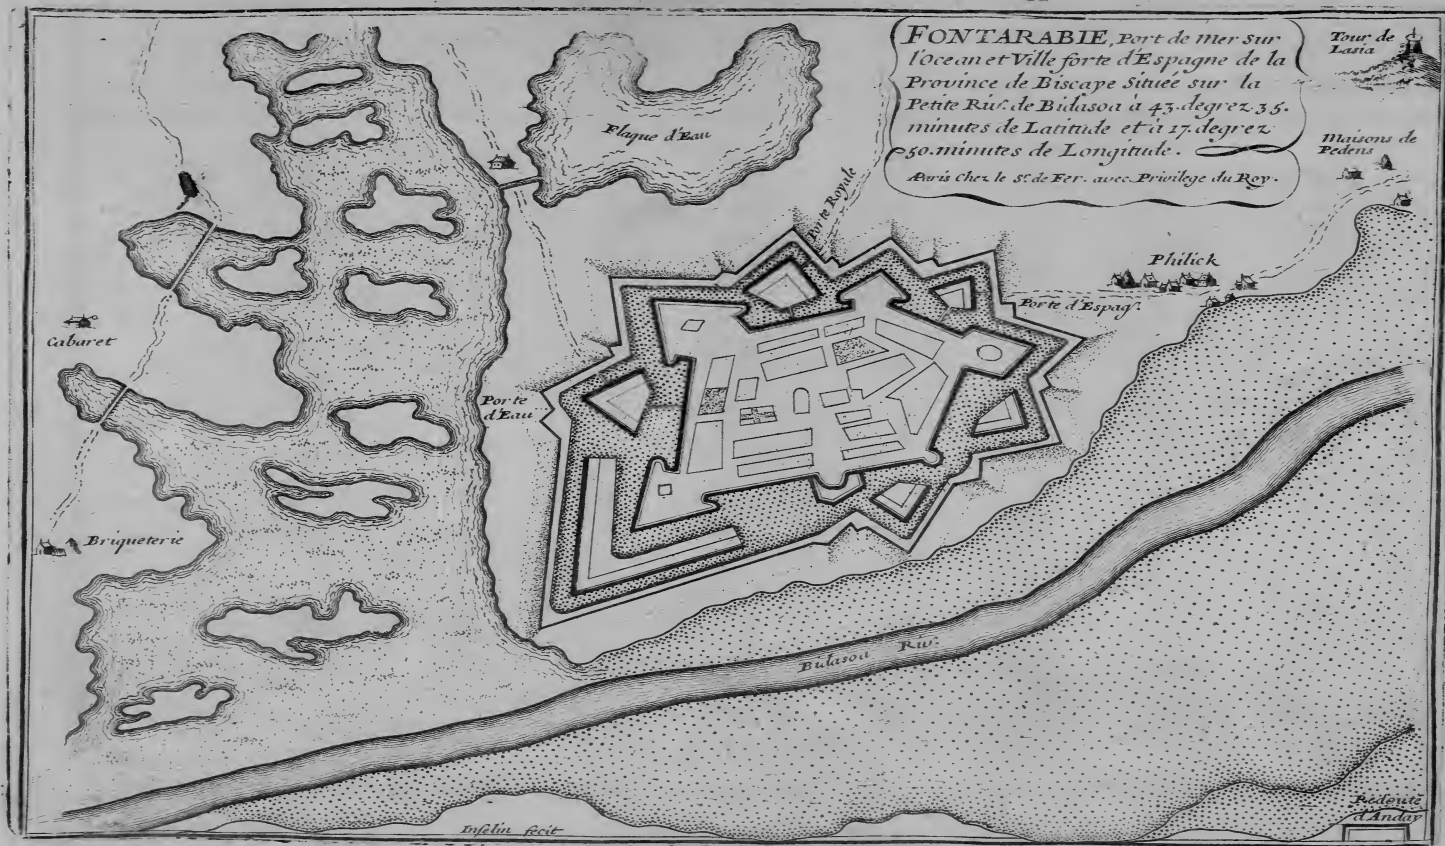 FONTARABIE, Port de mer sur
l'Ocean et Ville forte d'Espagne de la
Province de Biscaye Située sur la
Petite Riv. de Bidasoa a 43. degrez 35.
minutes de Latitude et a 17. degrez
50. minutes de Longitude.
AParis Chez le Sr. de Fer. avec Privilege du Roy.
Tour de
Lasia
Maisons de
Pedens
Flaque d'Eau
Porte Royale
Philick
Porte d'Espag.
Cabaret
Porte
d'Eau
Briqueterie
Bidasoa Riv.
Inselin fecit
Redoute
d'Anday